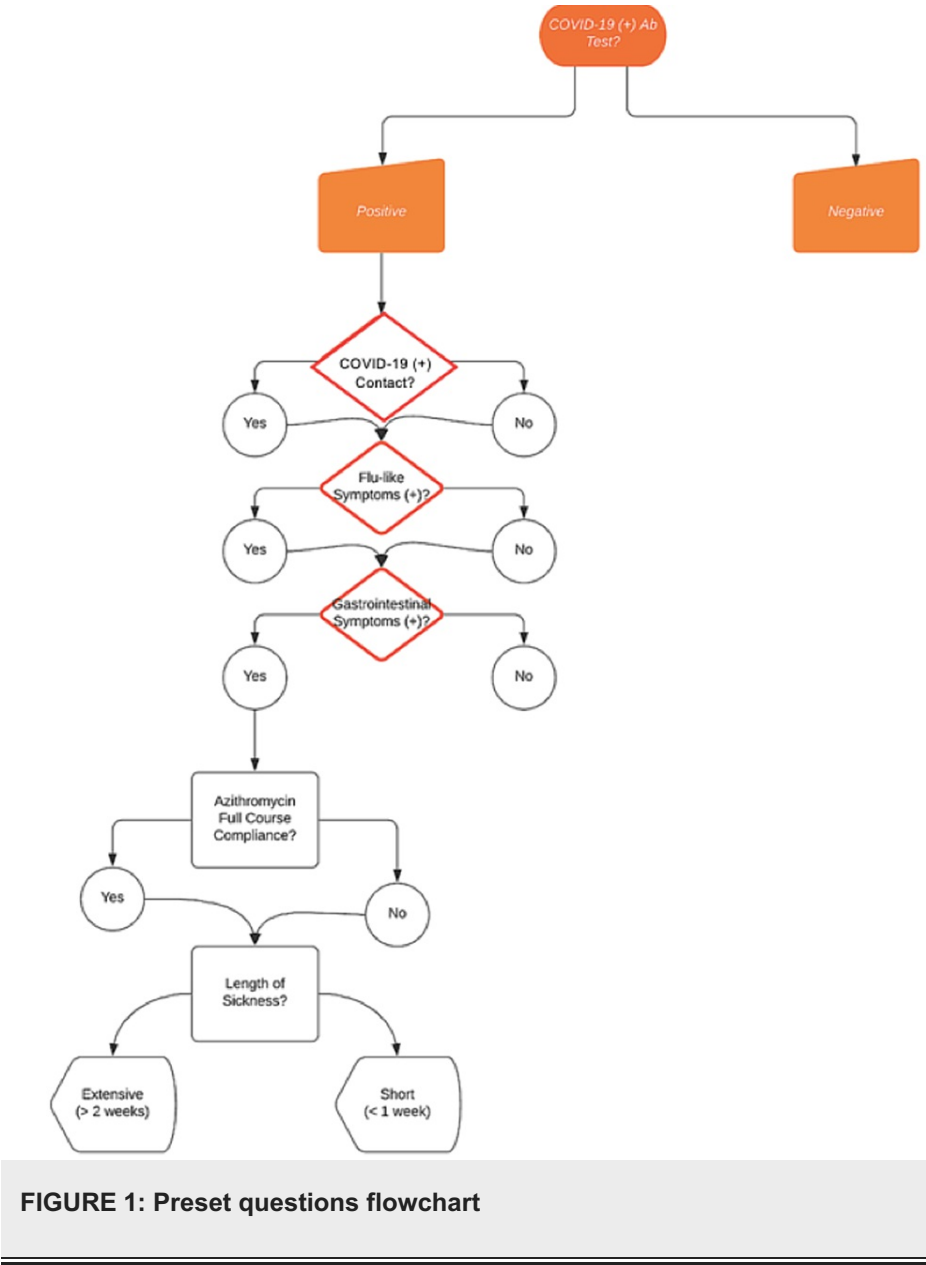 COVID-19 (+) Ab
Test?
Positive
Negative
COVID-19 (+)
Contact?
Yes
No
Flu-like
Symptoms (+)?
Yes
No
Gastrointestinal
Symptoms (+)?
Yes
No
Azithromycin
Full Course
Compliance?
Yes
No
Length of
Sickness?
Extensive
(> 2 weeks)
Short
(< 1 week)
FIGURE 1: Preset questions flowchart